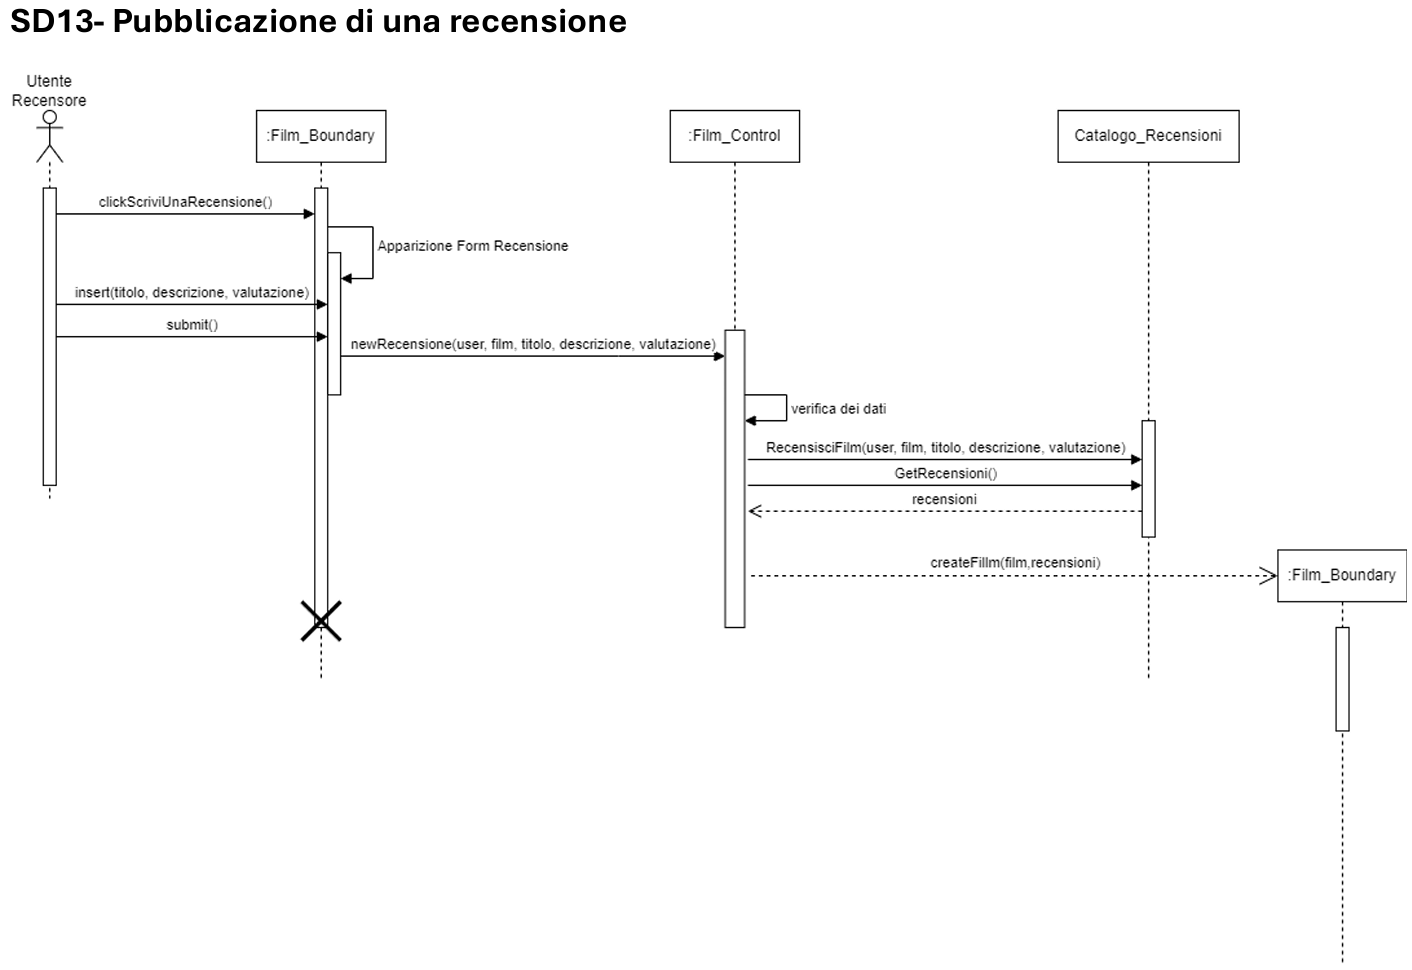 SD13- Pubblicazione di una recensione
Utente
Recensore
:Film_Boundary
:Film_Control
Catalogo_Recensioni
clickScriviUnaRecensione()
Apparizione Form Recensione
insert(titolo, descrizione, valutazione)
submit()
newRecensione(user, film, titolo, descrizione, valutazione)
verifica dei dati
RecensisciFilm(user, film, titolo, descrizione, valutazione)
GetRecensioni()
recensioni
createFillm(film,recensioni)
:Film_Boundary